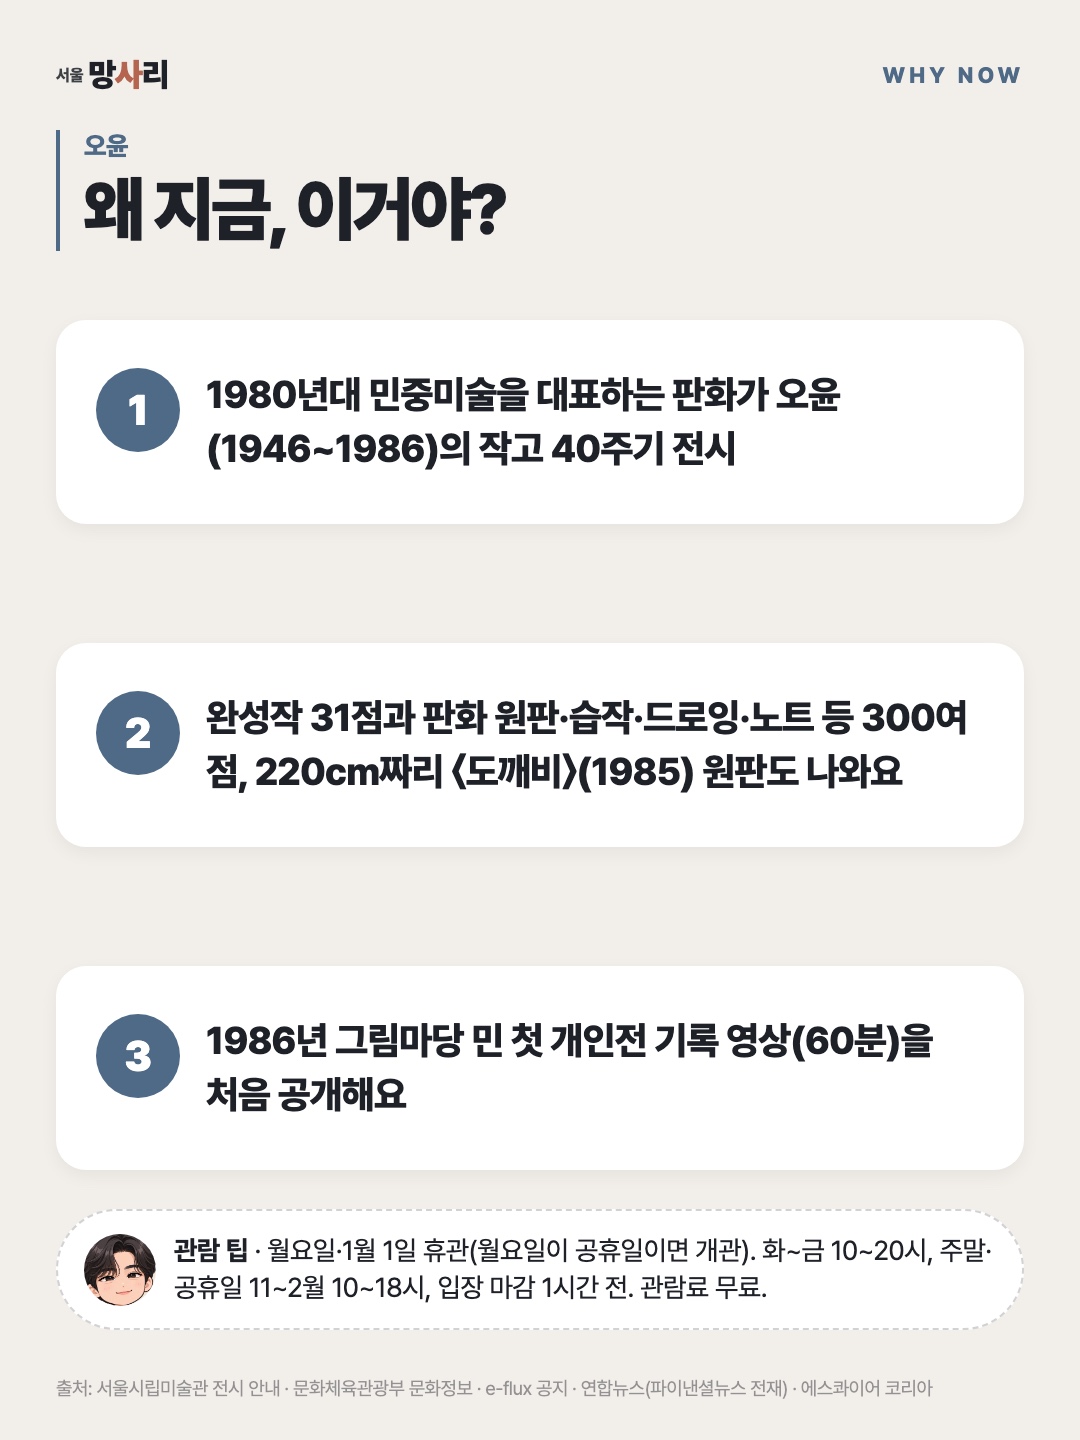 서울 망사리
WHY NOW
오윤
왜 지금, 이거야?
1
1980년대 민중미술을 대표하는 판화가 오윤
(1946~1986)의 작고 40주기 전시
2
완성작 31점과 판화 원판·습작·드로잉·노트 등 300여
점, 220cm짜리 〈도깨비〉(1985) 원판도 나와요
3
1986년 그림마당 민 첫 개인전 기록 영상(60분)을
처음 공개해요
관람 팁 · 월요일·1월 1일 휴관(월요일이 공휴일이면 개관). 화~금 10~20시, 주말·
공휴일 11~2월 10~18시, 입장 마감 1시간 전. 관람료 무료.
출처: 서울시립미술관 전시 안내 · 문화체육관광부 문화정보 · e-flux 공지 · 연합뉴스(파이낸셜뉴스 전재) · 에스콰이어 코리아